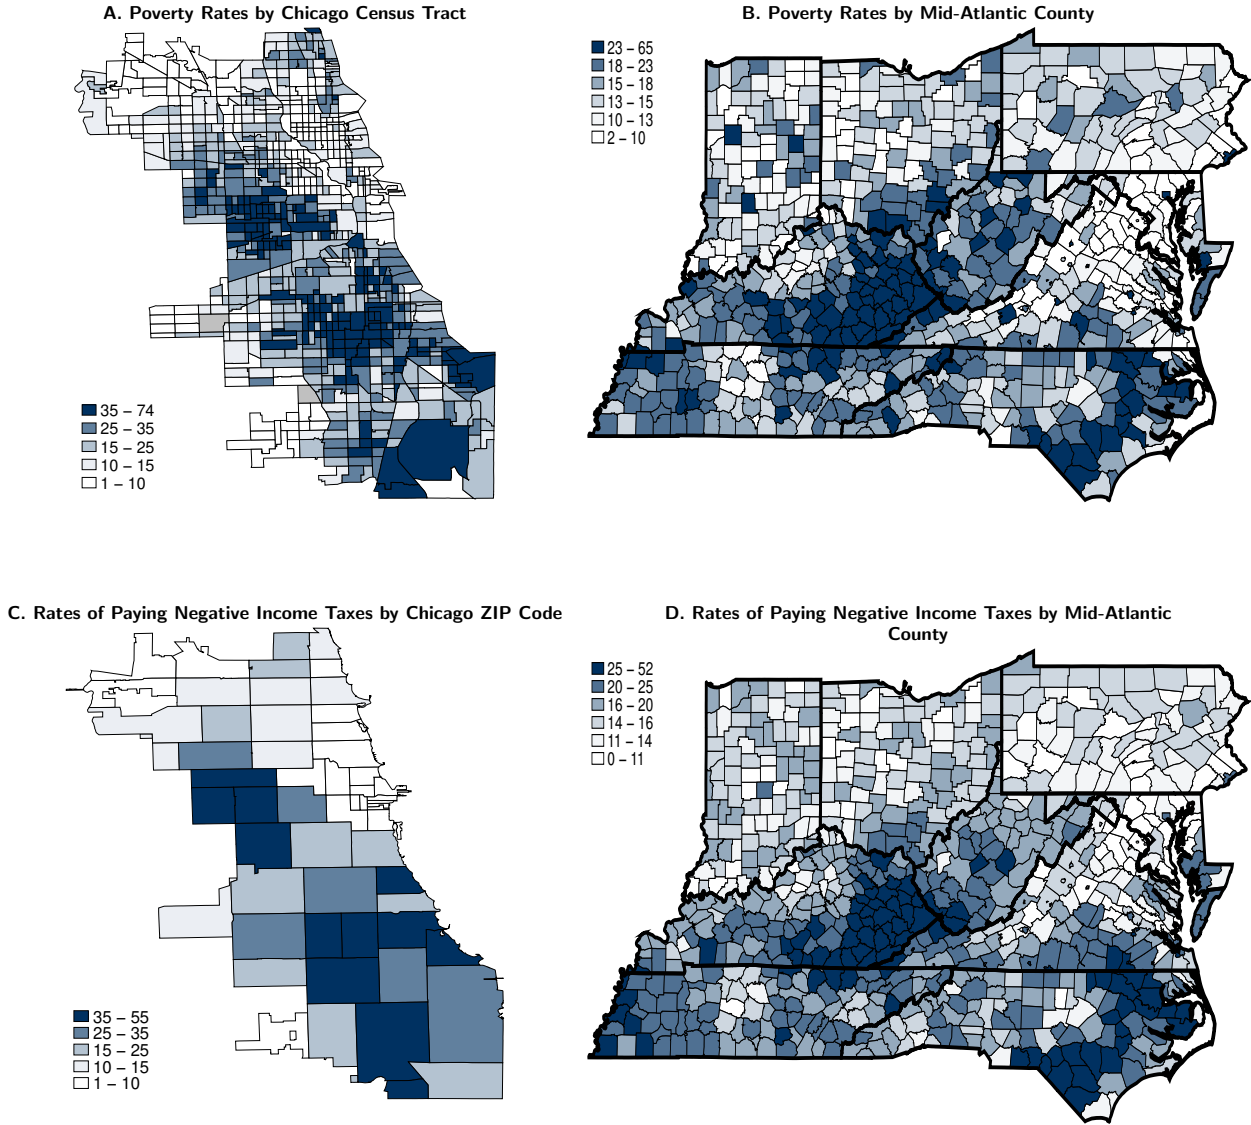 A. Poverty Rates by Chicago Census Tract
35 – 74
25 – 35
15 – 25
10 – 15
1 – 10
B. Poverty Rates by Mid-Atlantic County
23 – 65
18 – 23
15 – 18
13 – 15
10 – 13
2 – 10
C. Rates of Paying Negative Income Taxes by Chicago ZIP Code
35 – 55
25 – 35
15 – 25
10 – 15
1 – 10
D. Rates of Paying Negative Income Taxes by Mid-Atlantic
County
25 – 52
20 – 25
16 – 20
14 – 16
11 – 14
0 – 11